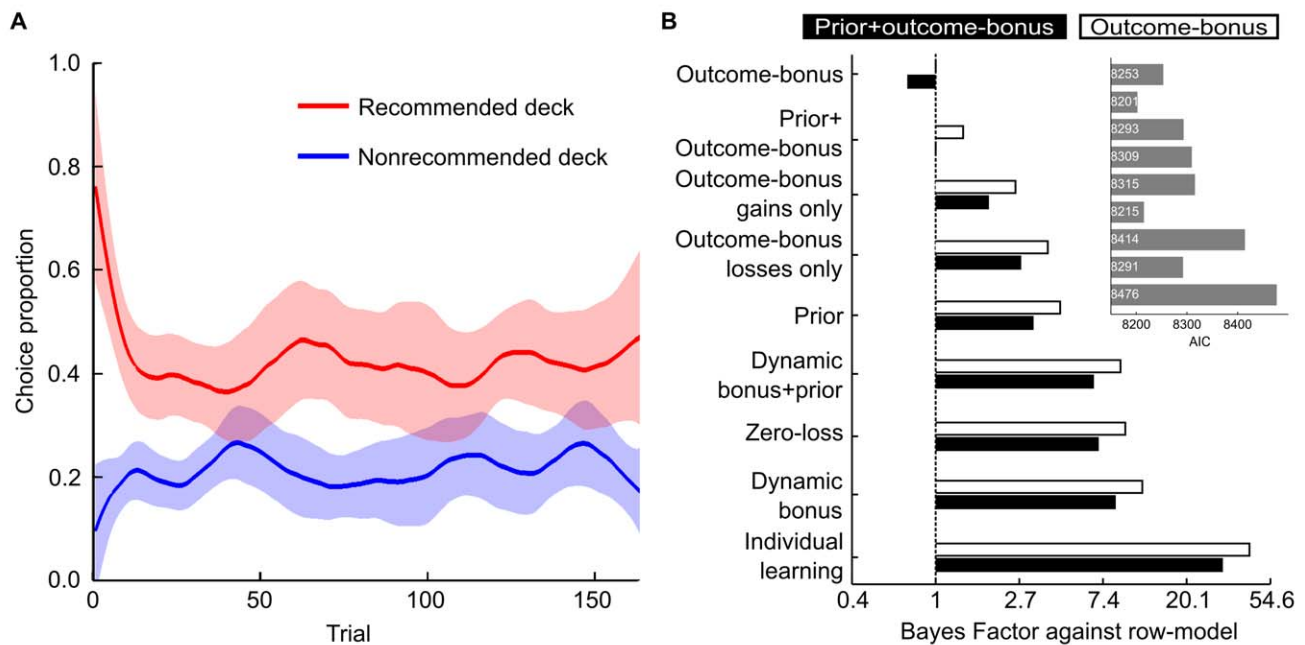 A
1.0
0.8
0.6
0.4
0.2
0.0
Choice proportion
Recommended deck
Nonrecommended deck
0
50
100
150
Trial
B
Prior+outcome-bonus
Outcome-bonus
Outcome-bonus
Prior+
Outcome-bonus
Outcome-bonus
gains only
Outcome-bonus
losses only
Prior
Dynamic
bonus+prior
Zero-loss
Dynamic
bonus
Individual
learning
8253
8201
8293
8309
8315
8215
8414
8291
8476
8200
8300
8400
AIC
0.4
1
2.7
7.4
20.1
54.6
Bayes Factor against row-model